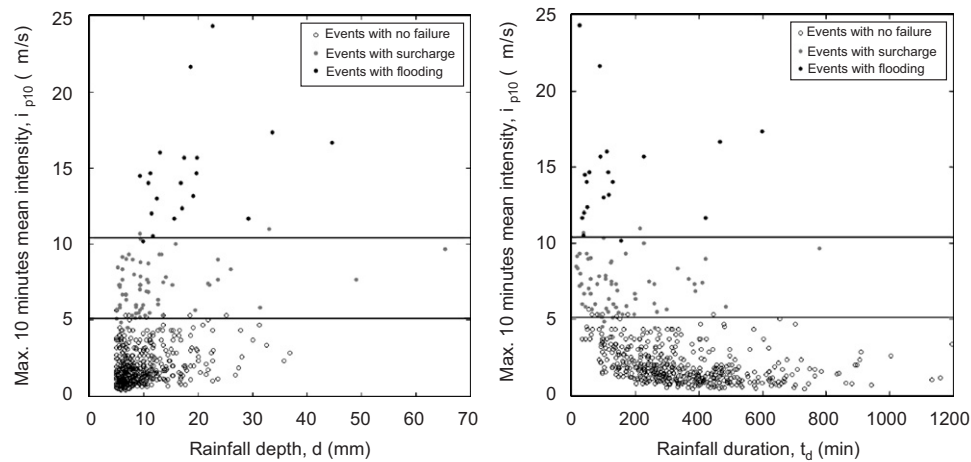 25
20
15
10
5
0
Max. 10 minutes mean intensity, i p10 ( m/s)
Events with no failure
Events with surcharge
Events with flooding
0 10 20 30 40 50 60 70
Rainfall depth, d (mm)
25
20
15
10
5
0
Max. 10 minutes mean intensity, i p10 ( m/s)
Events with no failure
Events with surcharge
Events with flooding
0 200 400 600 800 1000 1200
Rainfall duration, td (min)